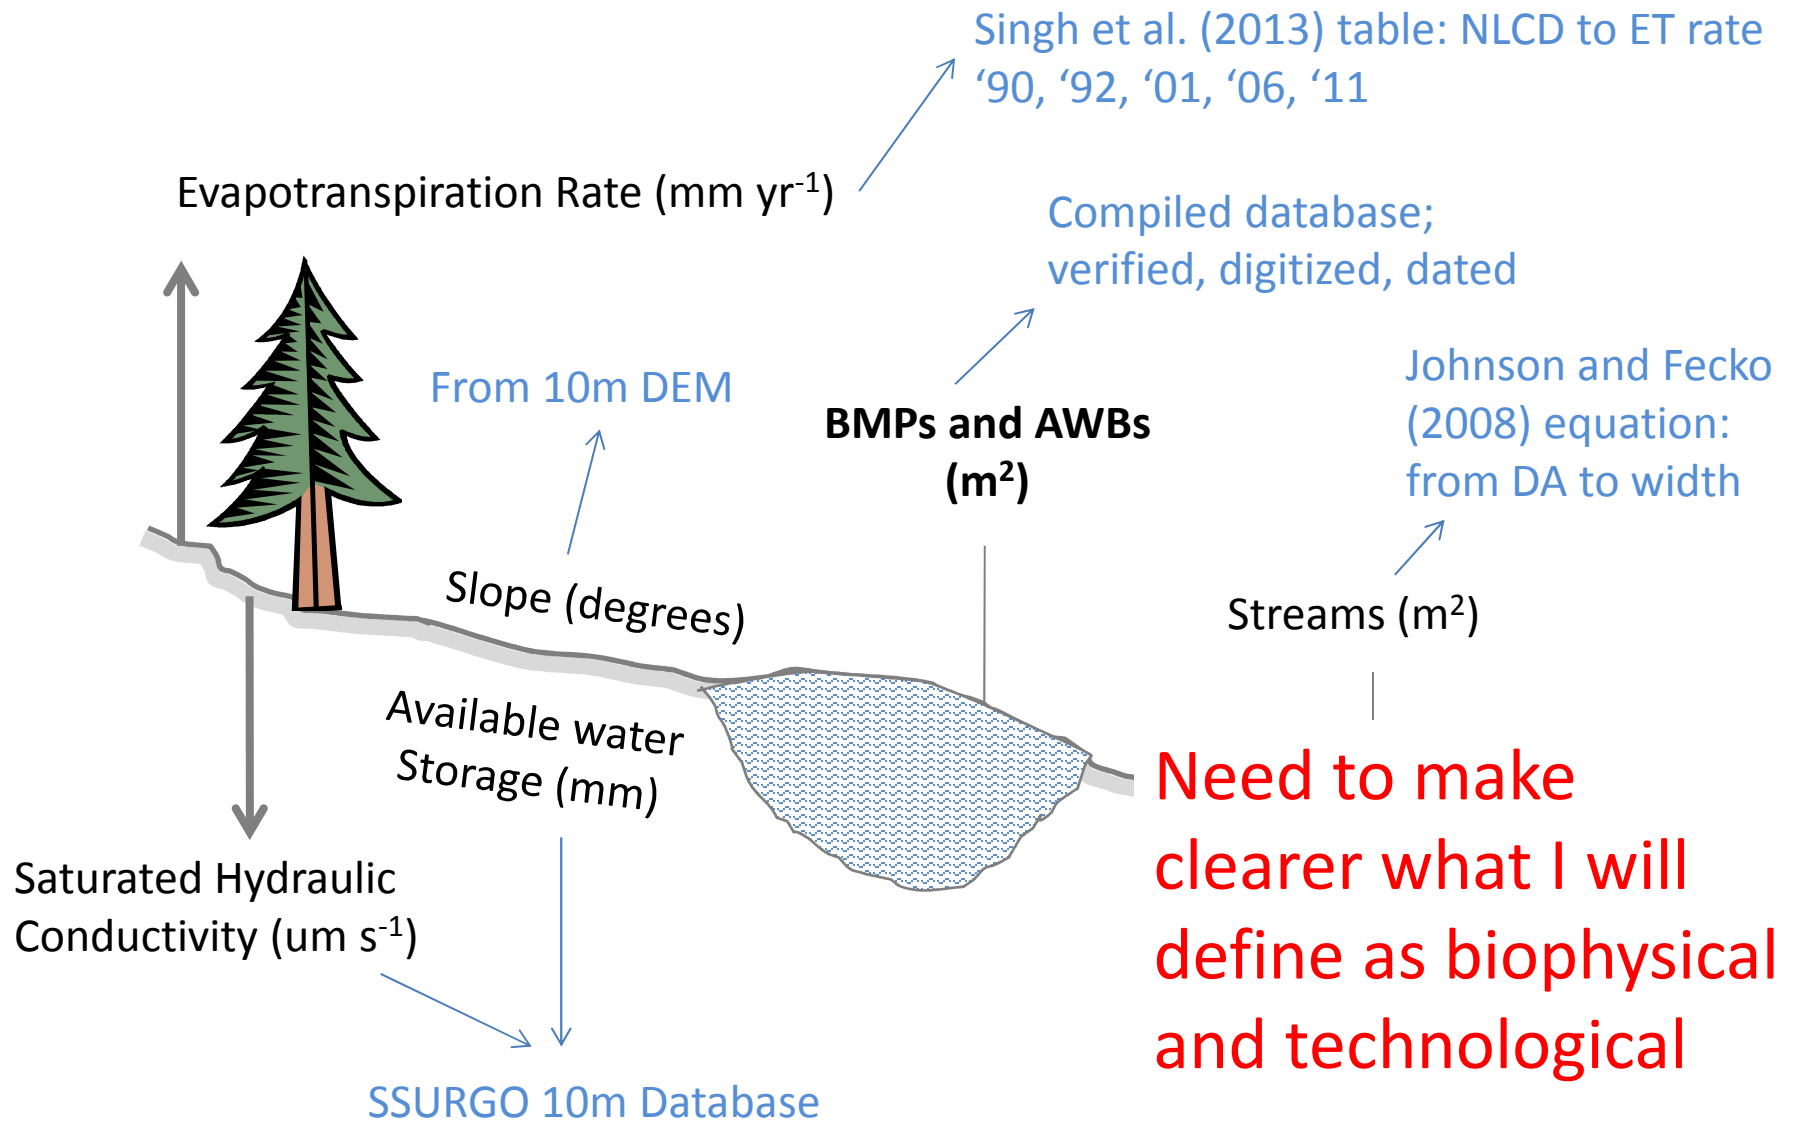 Singh et al. (2013) table: NLCD to ET rate
‘90, ‘92, ‘01, ‘06, ‘11
Evapotranspiration Rate (mm yr⁻¹)
Compiled database;
verified, digitized, dated
From 10m DEM
BMPs and AWBs
(m²)
Johnson and Fecko
(2008) equation:
from DA to width
Slope (degrees)
Streams (m²)
Available water
Storage (mm)
Need to make
clearer what I will
define as biophysical
and technological
Saturated Hydraulic
Conductivity (um s⁻¹)
SSURGO 10m Database